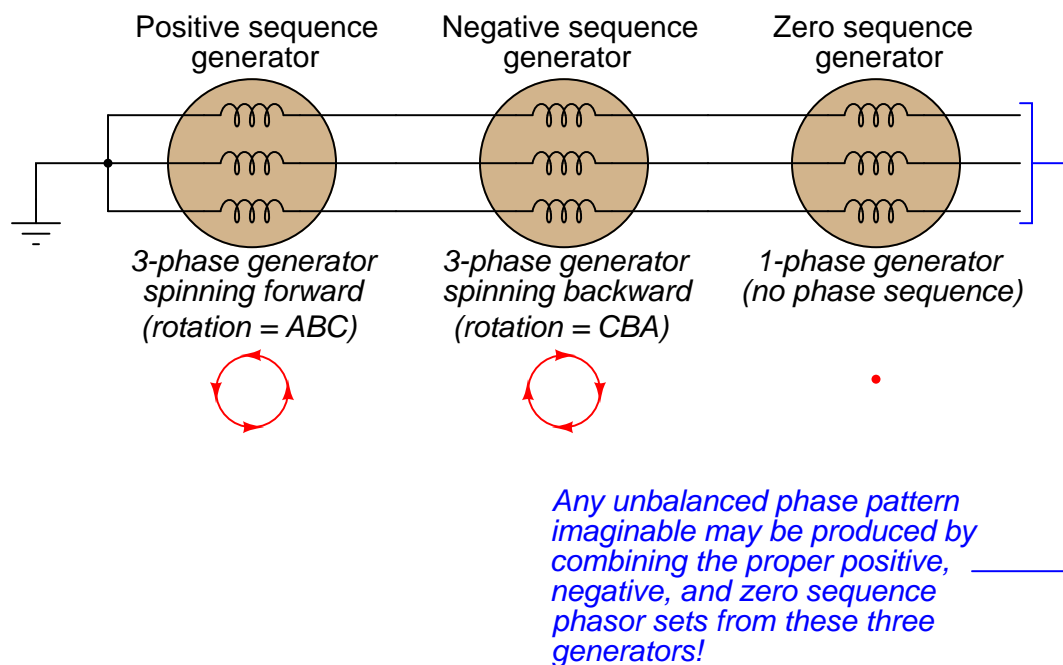 Positive sequence
generator
Negative sequence
generator
Zero sequence
generator
3-phase generator
spinning forward
(rotation = ABC)
3-phase generator
spinning backward
(rotation = CBA)
1-phase generator
(no phase sequence)
Any unbalanced phase pattern
imaginable may be produced by
combining the proper positive,
negative, and zero sequence
phasor sets from these three
generators!